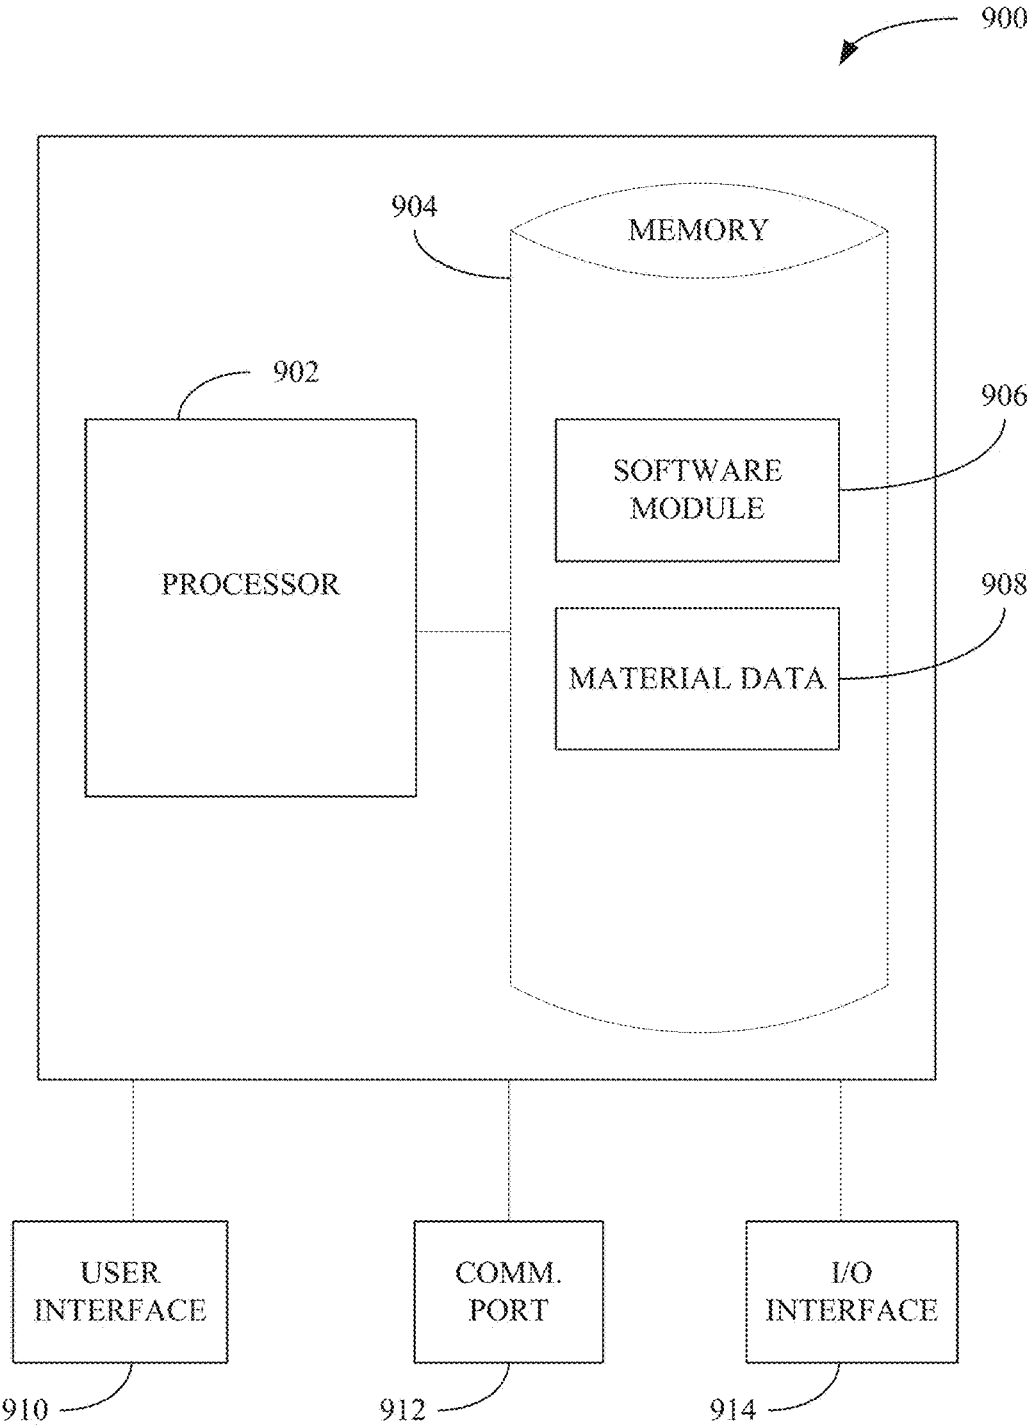 900
904
MEMORY
902
906
SOFTWARE
MODULE
PROCESSOR
908
MATERIAL DATA
USER
INTERFACE
COMM.
PORT
I/O
INTERFACE
910
912
914